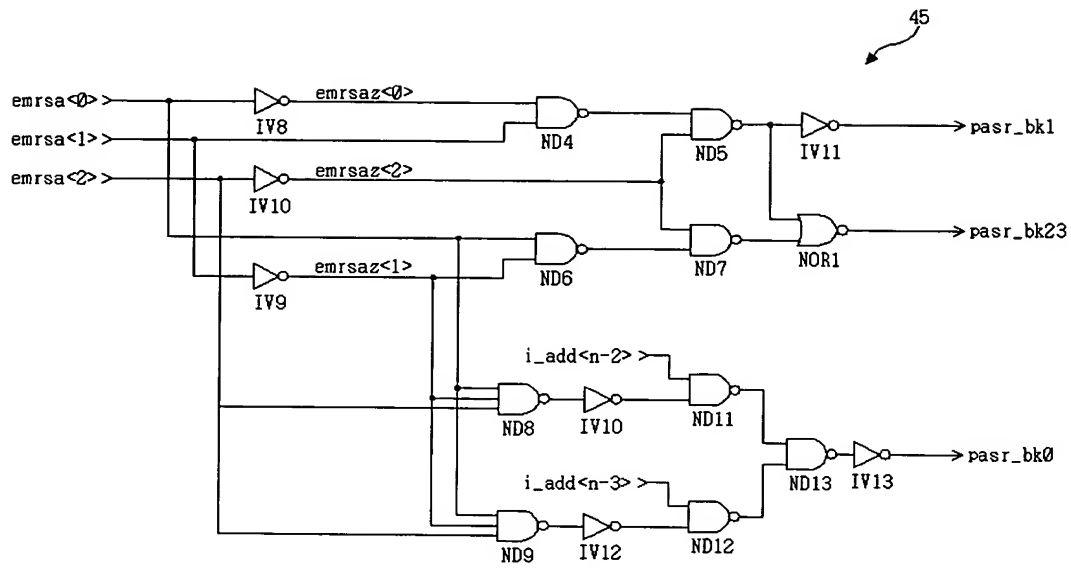 45
emrsa<0>
emrsaz<0>
IV8
ND4
ND5
IV11
pasr_bk1
emrsa<1>
emrsa<2>
emrsaz<2>
IV10
emrsaz<1>
IV9
ND6
ND7
NOR1
pasr_bk23
i_add<n-2>
ND8
IV10
ND11
ND13
IV13
pasr_bk0
i_add<n-3>
ND9
IV12
ND12